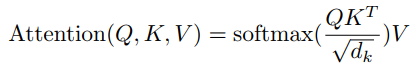 Attention(Q, K, V) = softmax(QK^T / √d_k)V